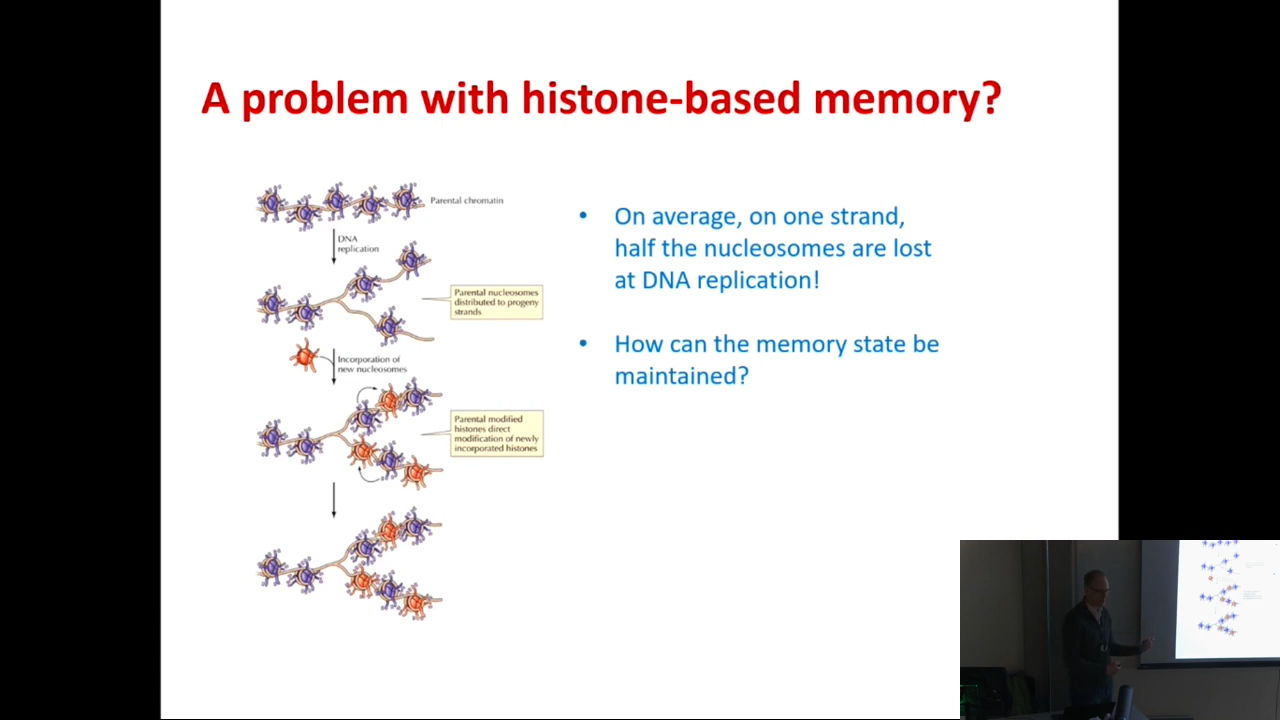 A problem with histone-based memory?
Parental chromatin
DNA
replication
Parental nucleosomes
distributed to progeny
strands
Incorporation of
new nucleosomes
Parental modified
histones direct
modification of newly
incorporated histones
• On average, on one strand,
half the nucleosomes are lost
at DNA replication!
• How can the memory state be
maintained?